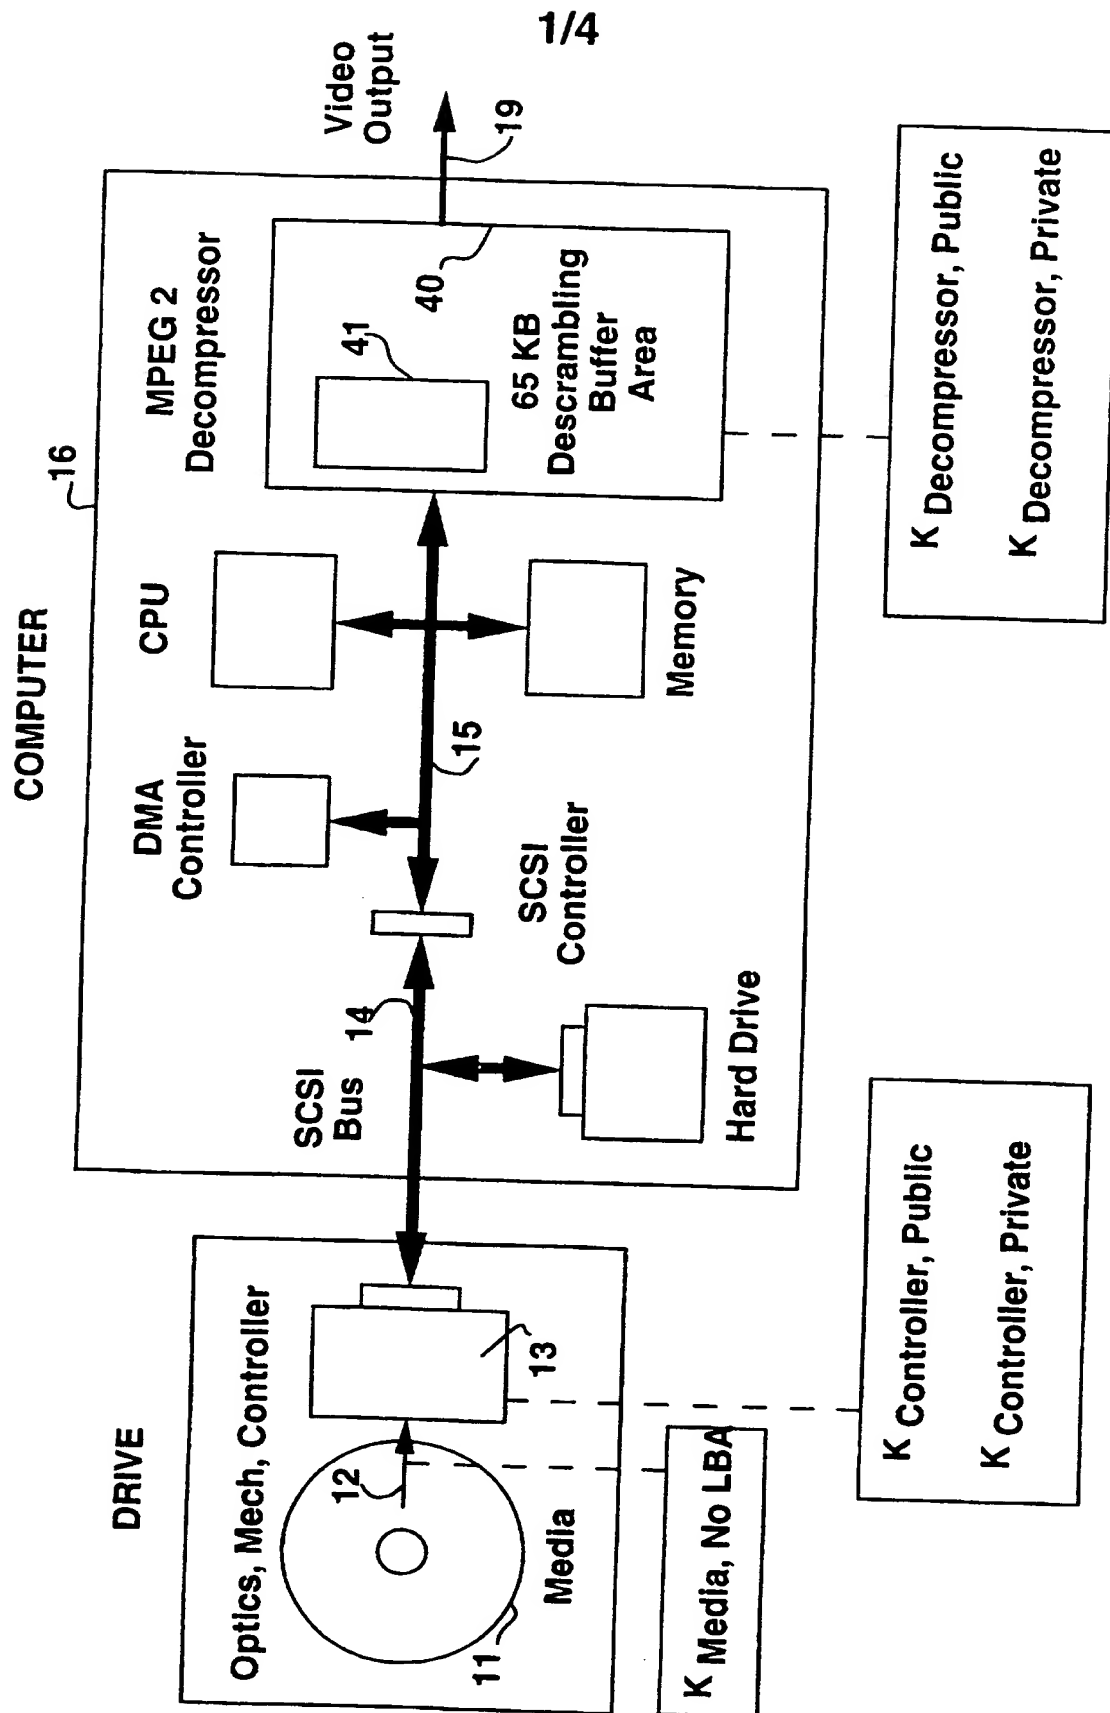 1/4
COMPUTER
16
DRIVE
Optics, Mech, Controller
12
13
11
Media
K Media, No LBA
K Controller, Public
K Controller, Private
SCSI
Bus
14
Hard Drive
SCSI
Controller
DMA
Controller
15
CPU
Memory
MPEG 2
Decompressor
41
40
65 KB
Descrambling
Buffer
Area
Video
Output
19
K Decompressor, Public
K Decompressor, Private